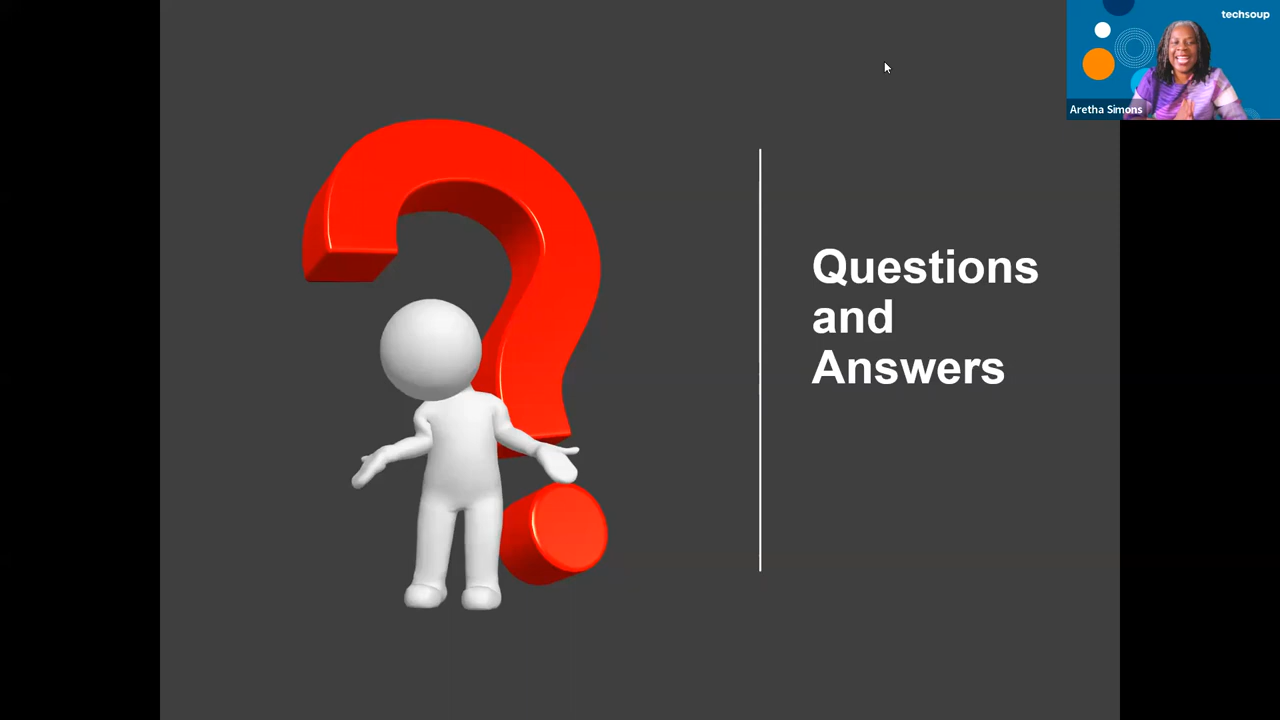 techsoup
Aretha Simons
Questions
and
Answers